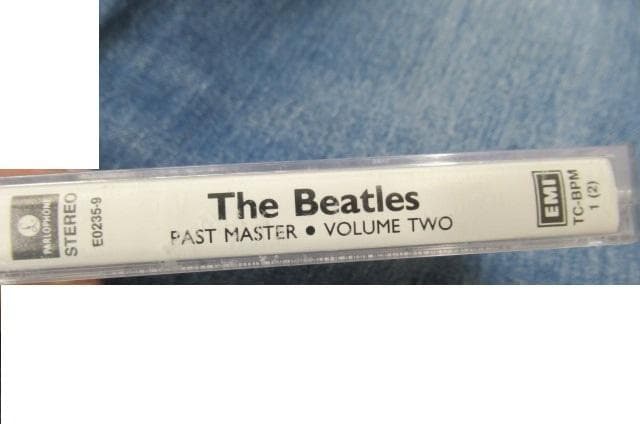 PARLOPHONE
STEREO
E0235-9
The Beatles
PAST MASTER • VOLUME TWO
EMI
TC-BPM
1 (2)